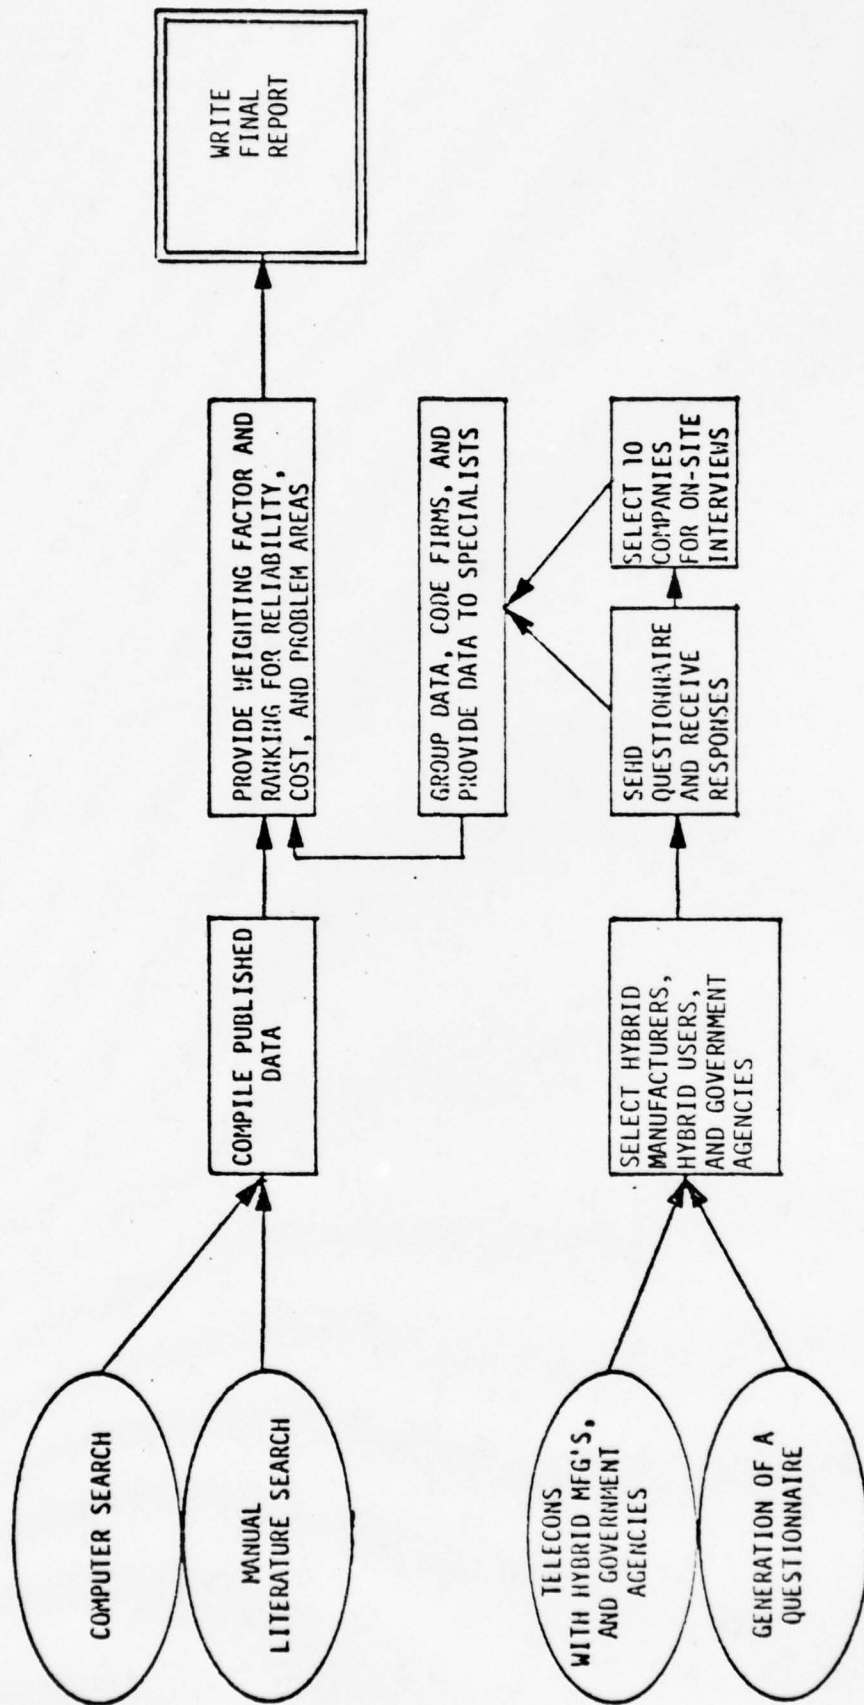 COMPUTER SEARCH
MANUAL
LITERATURE SEARCH
COMPILE PUBLISHED
DATA
PROVIDE WEIGHTING FACTOR AND
RANKING FOR RELIABILITY,
COST, AND PROBLEM AREAS
WRITE
FINAL
REPORT
GROUP DATA, CODE FIRMS, AND
PROVIDE DATA TO SPECIALISTS
TELECONS
WITH HYBRID MFG'S,
AND GOVERNMENT
AGENCIES
GENERATION OF A
QUESTIONNAIRE
SELECT HYBRID
MANUFACTURERS,
HYBRID USERS,
AND GOVERNMENT
AGENCIES
SEND
QUESTIONNAIRE
AND RECEIVE
RESPONSES
SELECT 10
COMPANIES
FOR ON-SITE
INTERVIEWS